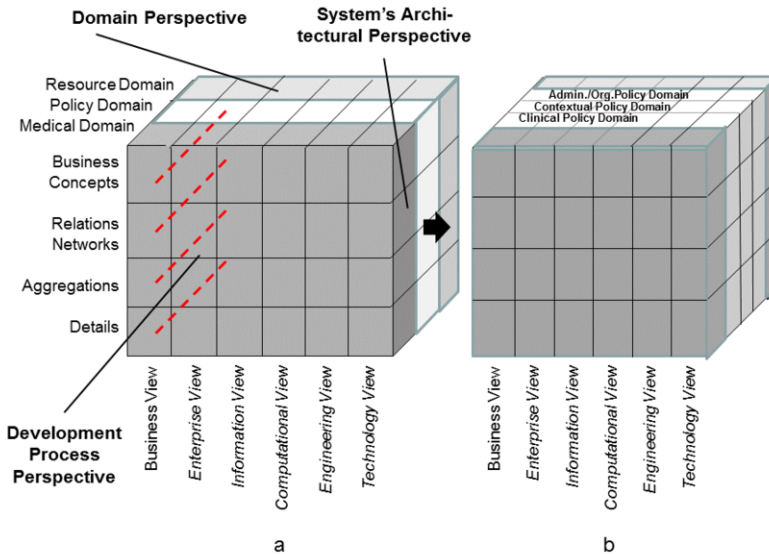 Domain Perspective
System's Archi-
tectural Perspective
Resource Domain
Policy Domain
Medical Domain
Business
Concepts
Relations
Networks
Aggregations
Details
Development
Process
Perspective
Business View
Enterprise View
Information View
Computational View
Engineering View
Technology View
a
Admin./Org.Policy Domain
Contextual Policy Domain
Clinical Policy Domain
Business View
Enterprise View
Information View
Computational View
Engineering View
Technology View
b